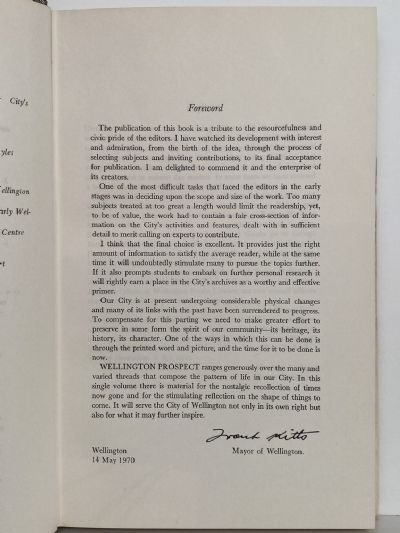 City's
yles
ellington
arly Wel-
Centre
Foreword
The publication of this book is a tribute to the resourcefulness and
civic pride of the editors. I have watched its development with interest
and admiration, from the birth of the idea, through the process of
selecting subjects and inviting contributions, to its final acceptance
for publication. I am delighted to commend it and the enterprise of
its creators.
One of the most difficult tasks that faced the editors in the early
stages was in deciding upon the scope and size of the work. Too many
subjects treated at too great a length would limit the readership, yet,
to be of value, the work had to contain a fair cross-section of infor-
mation on the City's activities and features, dealt with in sufficient
detail to merit calling on experts to contribute.
I think that the final choice is excellent. It provides just the right
amount of information to satisfy the average reader, while at the same
time it will undoubtedly stimulate many to pursue the topics further.
If it also prompts students to embark on further personal research it
will rightly earn a place in the City's archives as a worthy and effective
primer.
Our City is at present undergoing considerable physical changes
and many of its links with the past have been surrendered to progress.
To compensate for this parting we need to make greater effort to
preserve in some form the spirit of our community—its heritage, its
history, its character. One of the ways in which this can be done is
through the printed word and picture, and the time for it to be done is
now.
WELLINGTON PROSPECT ranges generously over the many and
varied threads that compose the pattern of life in our City. In this
single volume there is material for the nostalgic recollection of times
now gone and for the stimulating reflection on the shape of things to
come. It will serve the City of Wellington not only in its own right but
also for what it may further inspire.
Frank Kitts
Wellington Mayor of Wellington.
14 May 1970